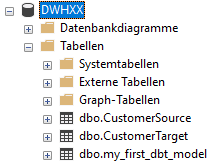 DWHXX
Datenbankdiagramme
Tabellen
Systemtabellen
Externe Tabellen
Graph-Tabellen
dbo.CustomerSource
dbo.CustomerTarget
dbo.my_first_dbt_model